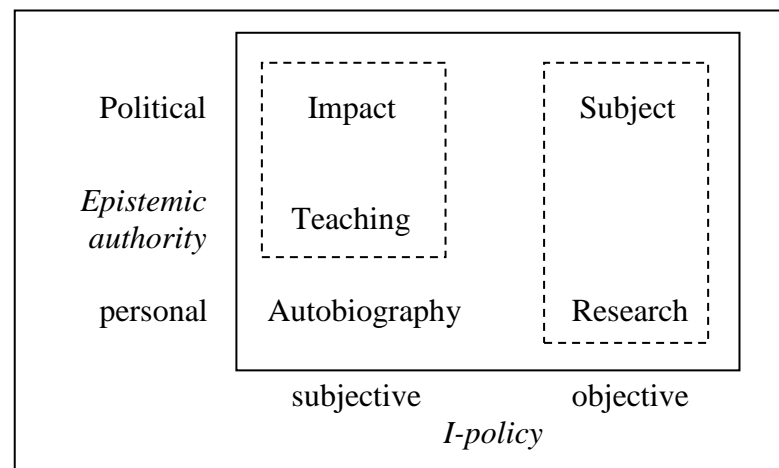 Political Impact Subject
Epistemic
authority
Teaching
personal Autobiography Research
subjective objective
I-policy